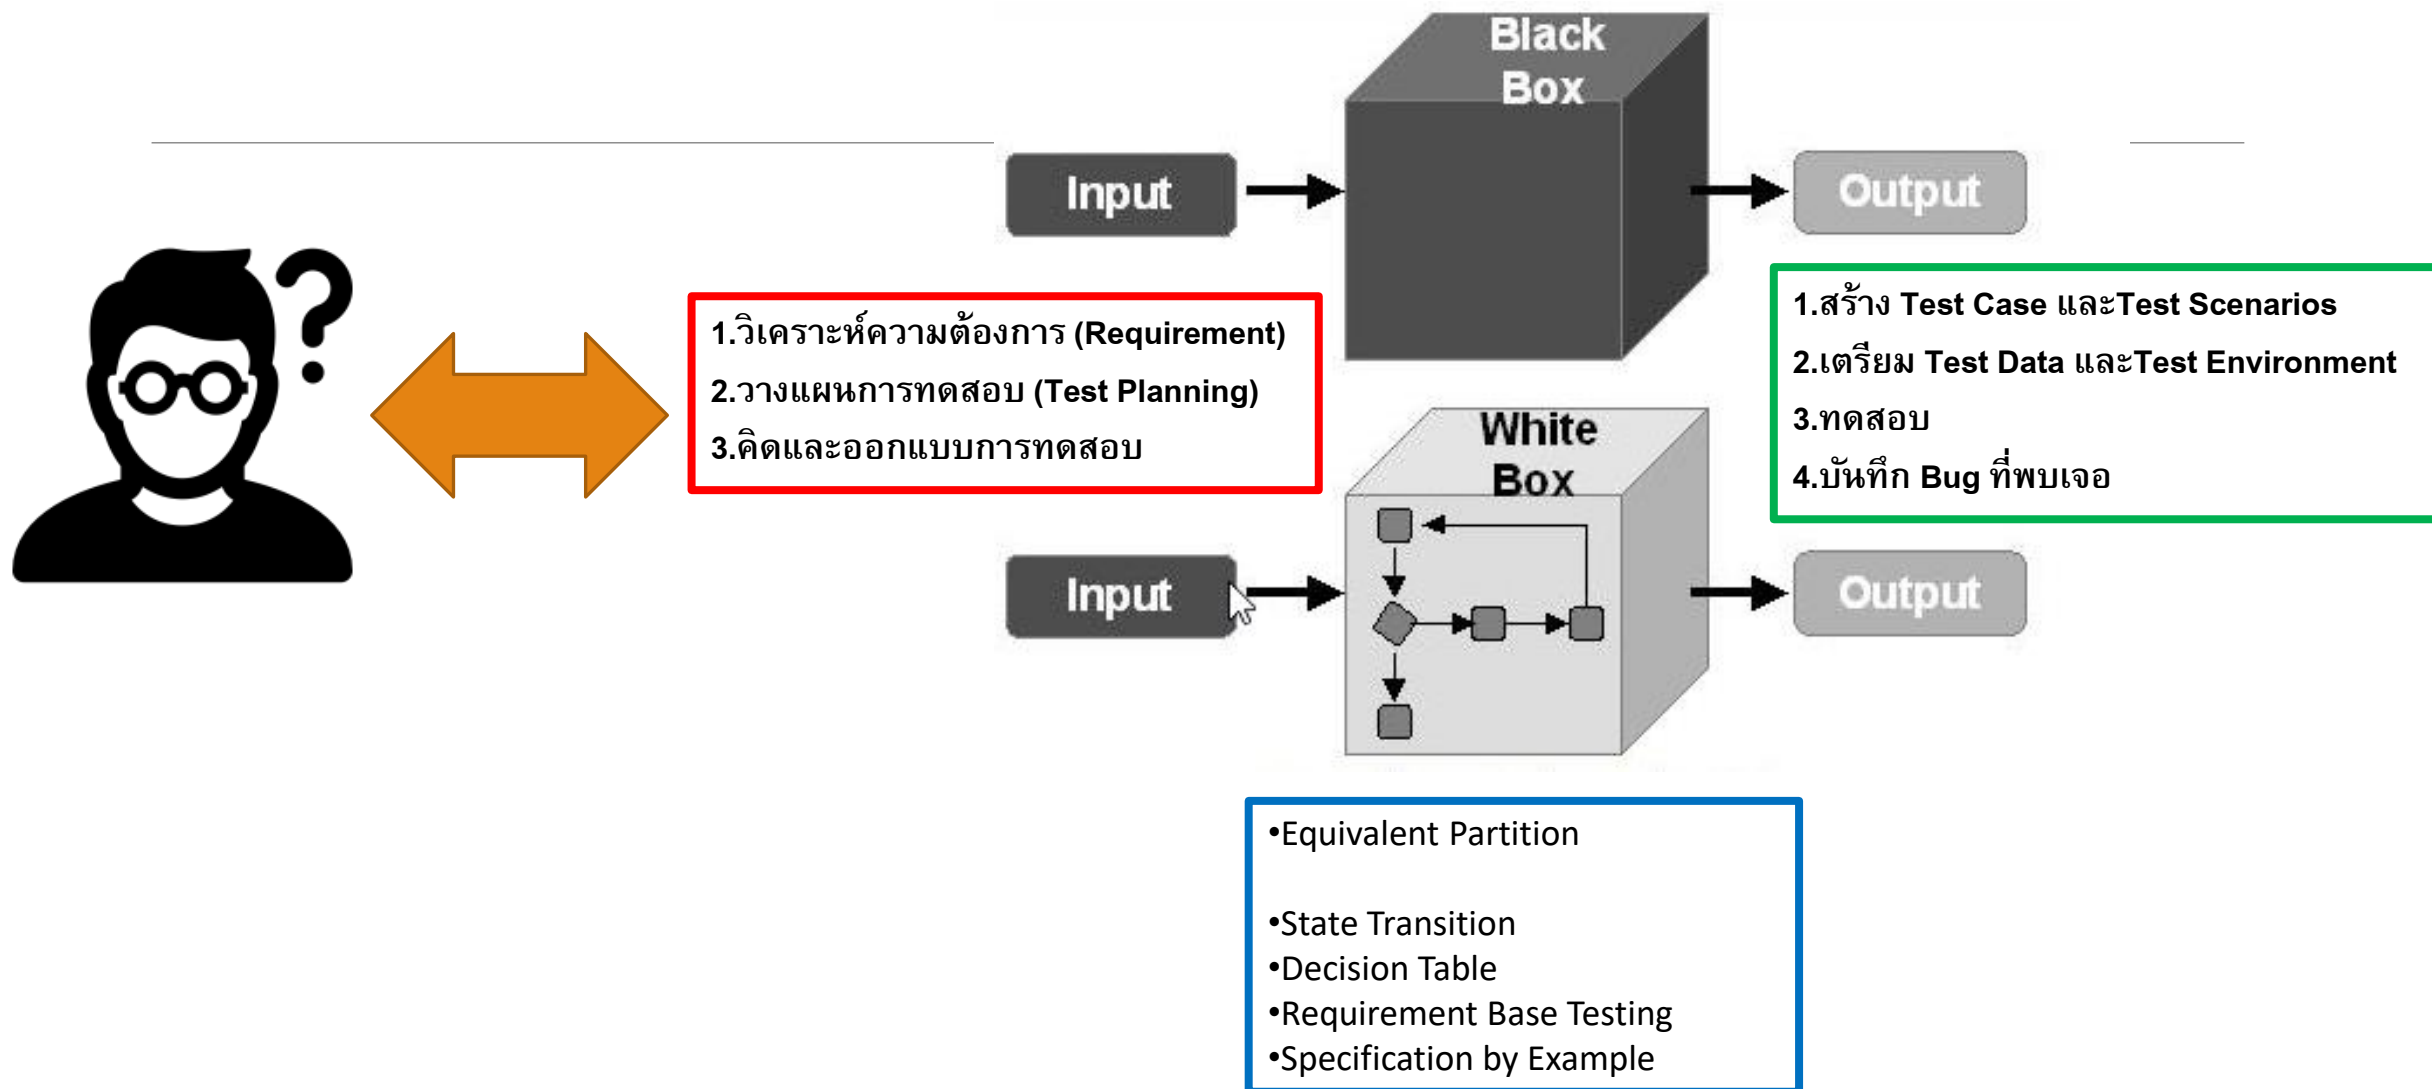 Black
Box
Input
Output
1.วิเคราะห์ความต้องการ (Requirement)
2.วางแผนการทดสอบ (Test Planning)
3.คิดและออกแบบการทดสอบ
1.สร้าง Test Case และTest Scenarios
2.เตรียม Test Data และTest Environment
3.ทดสอบ
4.บันทึก Bug ที่พบเจอ
White
Box
Input
Output
•Equivalent Partition
•State Transition
•Decision Table
•Requirement Base Testing
•Specification by Example